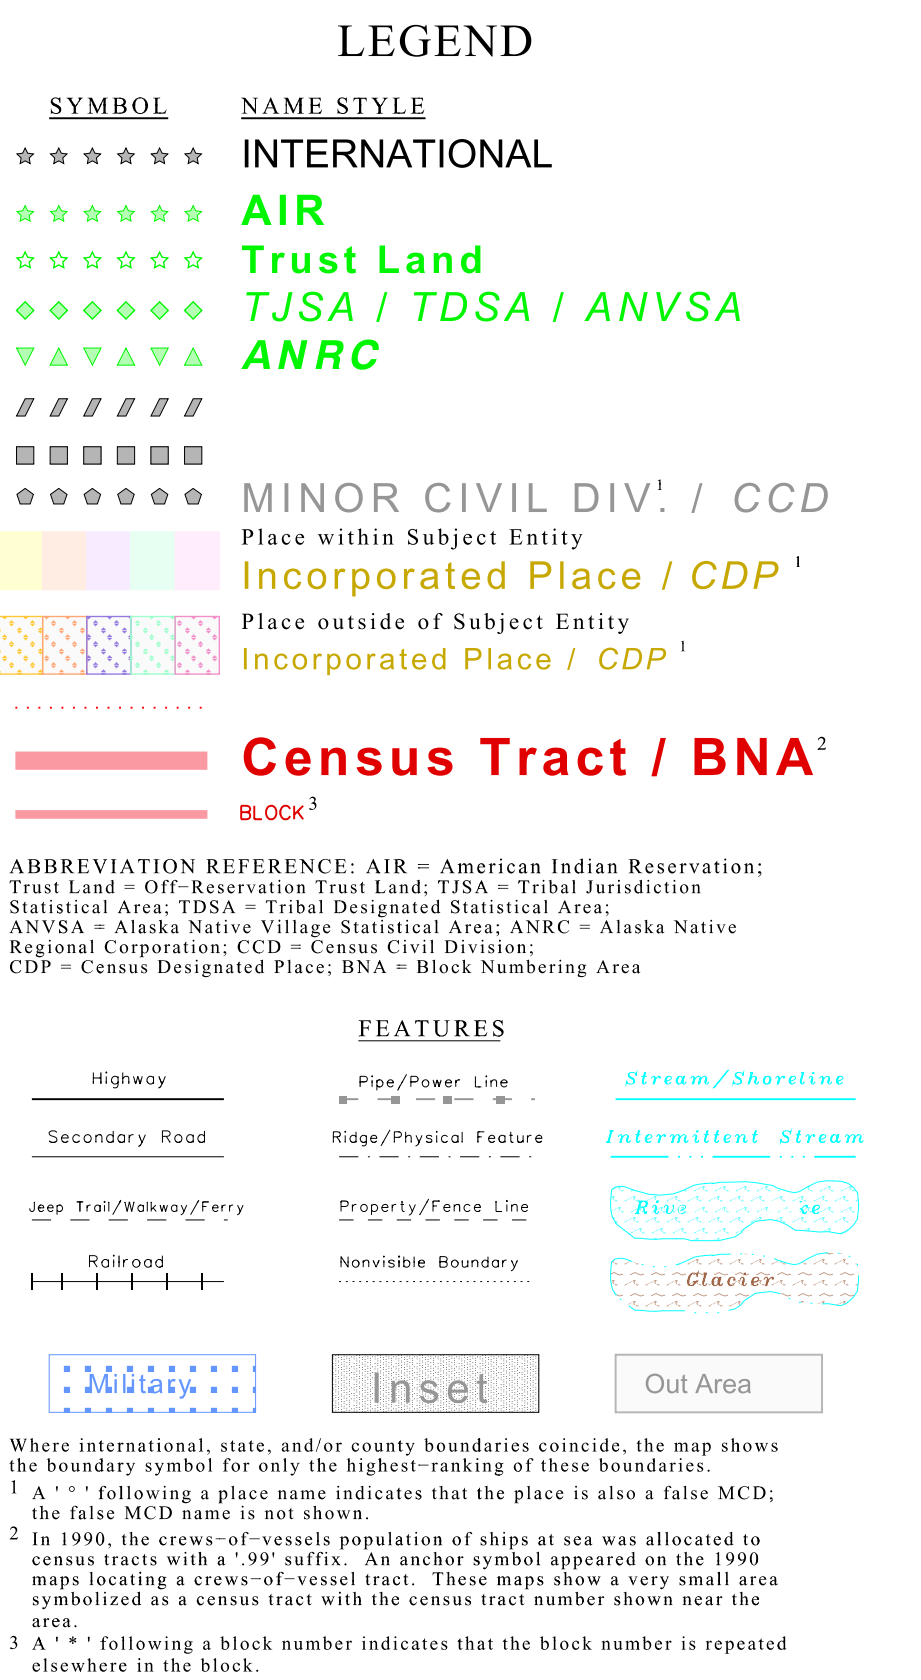 LEGEND
SYMBOL NAME STYLE
INTERNATIONAL
AIR
Trust Land
TJSA / TDSA / ANVSA
ANRC
MINOR CIVIL DIV.¹ / CCD
Place within Subject Entity
Incorporated Place / CDP ¹
Place outside of Subject Entity
Incorporated Place / CDP ¹
Census Tract / BNA²
BLOCK³
ABBREVIATION REFERENCE: AIR = American Indian Reservation;
Trust Land = Off−Reservation Trust Land; TJSA = Tribal Jurisdiction
Statistical Area; TDSA = Tribal Designated Statistical Area;
ANVSA = Alaska Native Village Statistical Area; ANRC = Alaska Native
Regional Corporation; CCD = Census Civil Division;
CDP = Census Designated Place; BNA = Block Numbering Area
FEATURES
Highway Pipe/Power Line Stream/Shoreline
Secondary Road Ridge/Physical Feature Intermittent Stream
Jeep Trail/Walkway/Ferry Property/Fence Line
Railroad Nonvisible Boundary Glacier
Military Inset Out Area
Where international, state, and/or county boundaries coincide, the map shows
the boundary symbol for only the highest−ranking of these boundaries.
1 A ' ° ' following a place name indicates that the place is also a false MCD;
the false MCD name is not shown.
2 In 1990, the crews−of−vessels population of ships at sea was allocated to
census tracts with a '.99' suffix. An anchor symbol appeared on the 1990
maps locating a crews−of−vessel tract. These maps show a very small area
symbolized as a census tract with the census tract number shown near the
area.
3 A ' * ' following a block number indicates that the block number is repeated
elsewhere in the block.